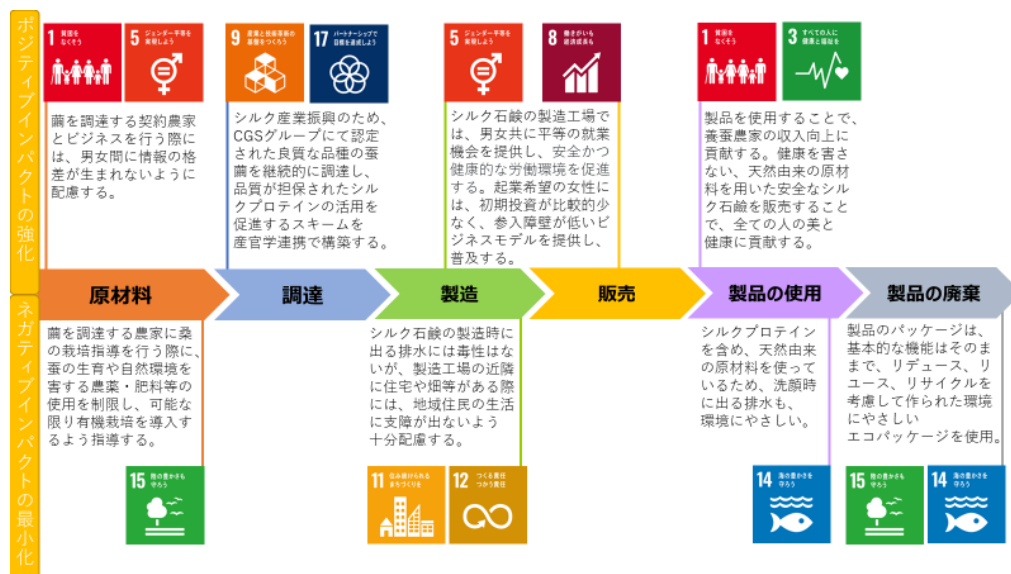 ポジティブインパクトの強化
1 貧困を
なくそう
5 ジェンダー平等を
実現しよう
9 産業と技術革新の
基盤をつくろう
17 パートナーシップで
目標を達成しよう
5 ジェンダー平等を
実現しよう
8 働きがいも
経済成長も
1 貧困を
なくそう
3 すべての人に
健康と福祉を
繭を調達する契約農家
とビジネスを行う際に
は、男女間に情報の格
差が生まれないように
配慮する。
シルク産業振興のため、
CGSグループにて認定
された良質な品種の蚕
繭を継続的に調達し、
品質が担保されたシル
クプロテインの活用を
促進するスキームを
産官学連携で構築する。
シルク石鹸の製造工場で
は、男女共に平等の就業
機会を提供し、安全かつ
健康的な労働環境を促進
する。起業希望の女性に
は、初期投資が比較的少
なく、参入障壁が低いビ
ジネスモデルを提供し、
普及する。
製品を使用することで、
養蚕農家の収入向上に
貢献する。健康を害さ
ない、天然由来の原材
料を用いた安全なシル
ク石鹸を販売すること
で、全ての人の美と
健康に貢献する。
原材料
調達
製造
販売
製品の使用
製品の廃棄
ネガティブインパクトの最小化
繭を調達する農家に桑
の栽培指導を行う際に、
蚕の生育や自然環境を
害する農薬・肥料等の
使用を制限し、可能な
限り有機栽培を導入す
るよう指導する。
シルク石鹸の製造時に
出る排水には毒性はな
いが、製造工場の近隣
に住宅や畑等がある際
には、地域住民の生活
に支障が出ないよう
十分配慮する。
シルクプロテイン
を含め、天然由来
の原材料を使って
いるため、洗顔時
に出る排水も、
環境にやさしい。
製品のパッケージは、
基本的な機能はそのま
まで、リデュース、リ
ユース、リサイクルを
考慮して作られた環境
にやさしい
エコパッケージを使用。
15 陸の豊かさも
守ろう
11 住み続けられる
まちづくりを
12 つくる責任
つかう責任
14 海の豊かさを
守ろう
15 陸の豊かさも
守ろう
14 海の豊かさを
守ろう